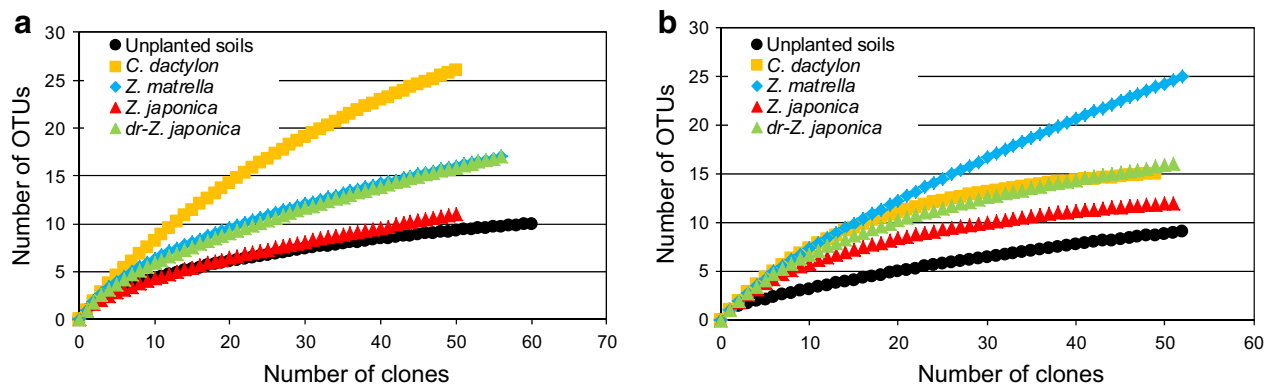 a
30
25
20
15
10
5
0
Number of OTUs
Unplanted soils
C. dactylon
Z. matrella
Z. japonica
dr-Z. japonica
0 10 20 30 40 50 60 70
Number of clones
b
30
25
20
15
10
5
0
Number of OTUs
Unplanted soils
C. dactylon
Z. matrella
Z. japonica
dr-Z. japonica
0 10 20 30 40 50 60
Number of clones